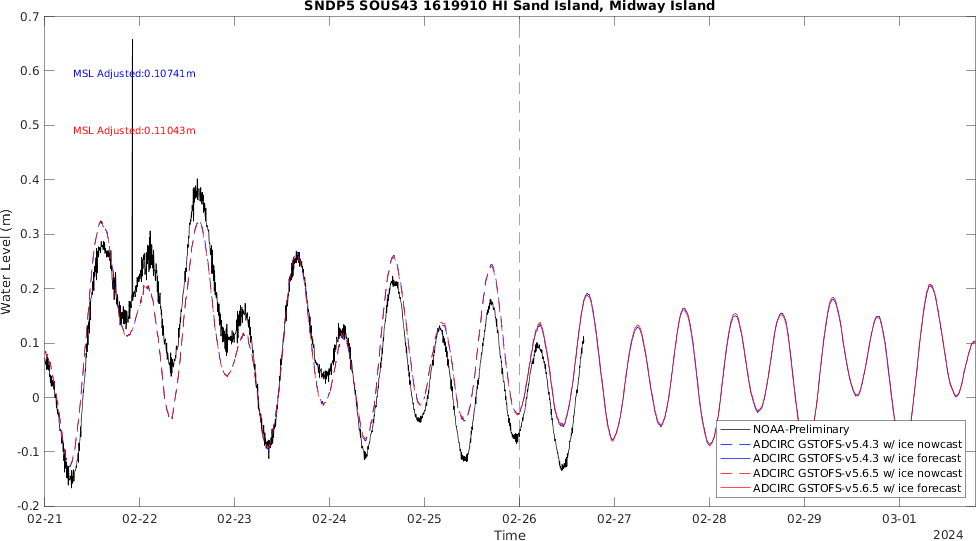 SNDP5 SOUS43 1619910 HI Sand Island, Midway Island
0.7
0.6
0.5
0.4
0.3
0.2
0.1
0
-0.1
-0.2
Water Level (m)
MSL Adjusted:0.10741m
MSL Adjusted:0.11043m
NOAA-Preliminary
ADCIRC GSTOFS-v5.4.3 w/ ice nowcast
ADCIRC GSTOFS-v5.4.3 w/ ice forecast
ADCIRC GSTOFS-v5.6.5 w/ ice nowcast
ADCIRC GSTOFS-v5.6.5 w/ ice forecast
02-21 02-22 02-23 02-24 02-25 02-26 02-27 02-28 02-29 03-01
Time
2024